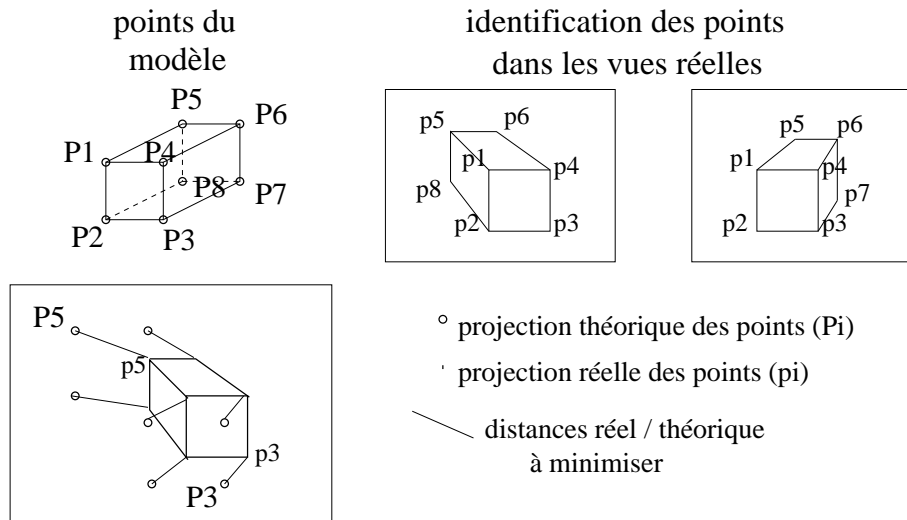 points du
modèle
identification des points
dans les vues réelles
P5
P6
P1
P4
P8
P7
P2
P3
p5
p6
p1
p4
p8
p2
p3
p5
p6
p1
p4
p7
p2
p3
P5
p5
p3
P3
projection théorique des points (Pi)
projection réelle des points (pi)
distances réel / théorique
à minimiser